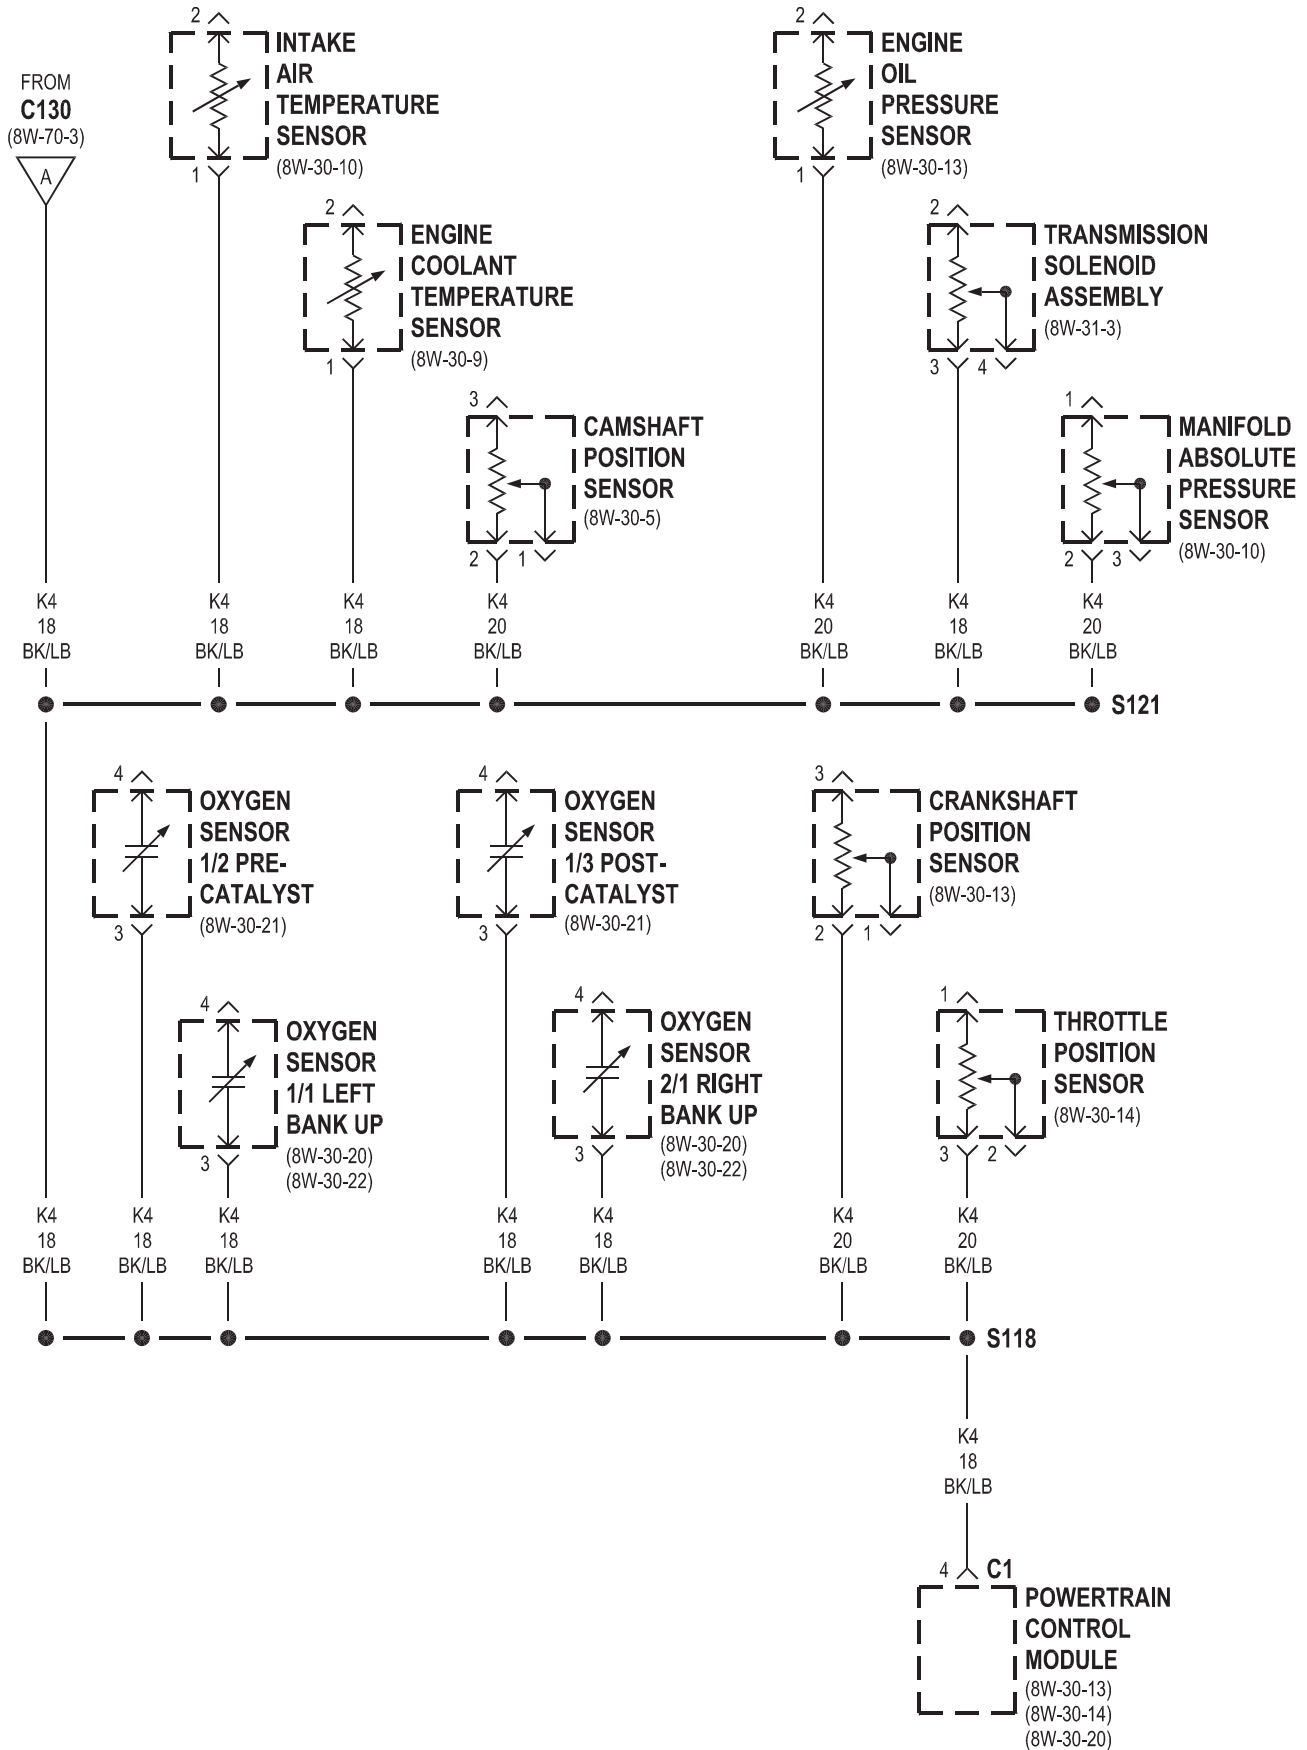 FROM
C130
(8W-70-3)
A
2
INTAKE
AIR
TEMPERATURE
SENSOR
(8W-30-10)
1
2
ENGINE
COOLANT
TEMPERATURE
SENSOR
(8W-30-9)
1
3
CAMSHAFT
POSITION
SENSOR
(8W-30-5)
2 1
2
ENGINE
OIL
PRESSURE
SENSOR
(8W-30-13)
1
2
TRANSMISSION
SOLENOID
ASSEMBLY
(8W-31-3)
3 4
1
MANIFOLD
ABSOLUTE
PRESSURE
SENSOR
(8W-30-10)
2 3
K4 K4 K4 K4 K4 K4 K4
18 18 18 20 20 18 20
BK/LB BK/LB BK/LB BK/LB BK/LB BK/LB BK/LB
S121
4
OXYGEN
SENSOR
1/2 PRE-
CATALYST
(8W-30-21)
3
4
OXYGEN
SENSOR
1/1 LEFT
BANK UP
(8W-30-20)
(8W-30-22)
3
4
OXYGEN
SENSOR
1/3 POST-
CATALYST
(8W-30-21)
3
4
OXYGEN
SENSOR
2/1 RIGHT
BANK UP
(8W-30-20)
(8W-30-22)
3
3
CRANKSHAFT
POSITION
SENSOR
(8W-30-13)
2 1
1
THROTTLE
POSITION
SENSOR
(8W-30-14)
3 2
K4 K4 K4 K4 K4 K4 K4
18 18 18 18 18 20 20
BK/LB BK/LB BK/LB BK/LB BK/LB BK/LB BK/LB
S118
K4
18
BK/LB
4 C1
POWERTRAIN
CONTROL
MODULE
(8W-30-13)
(8W-30-14)
(8W-30-20)